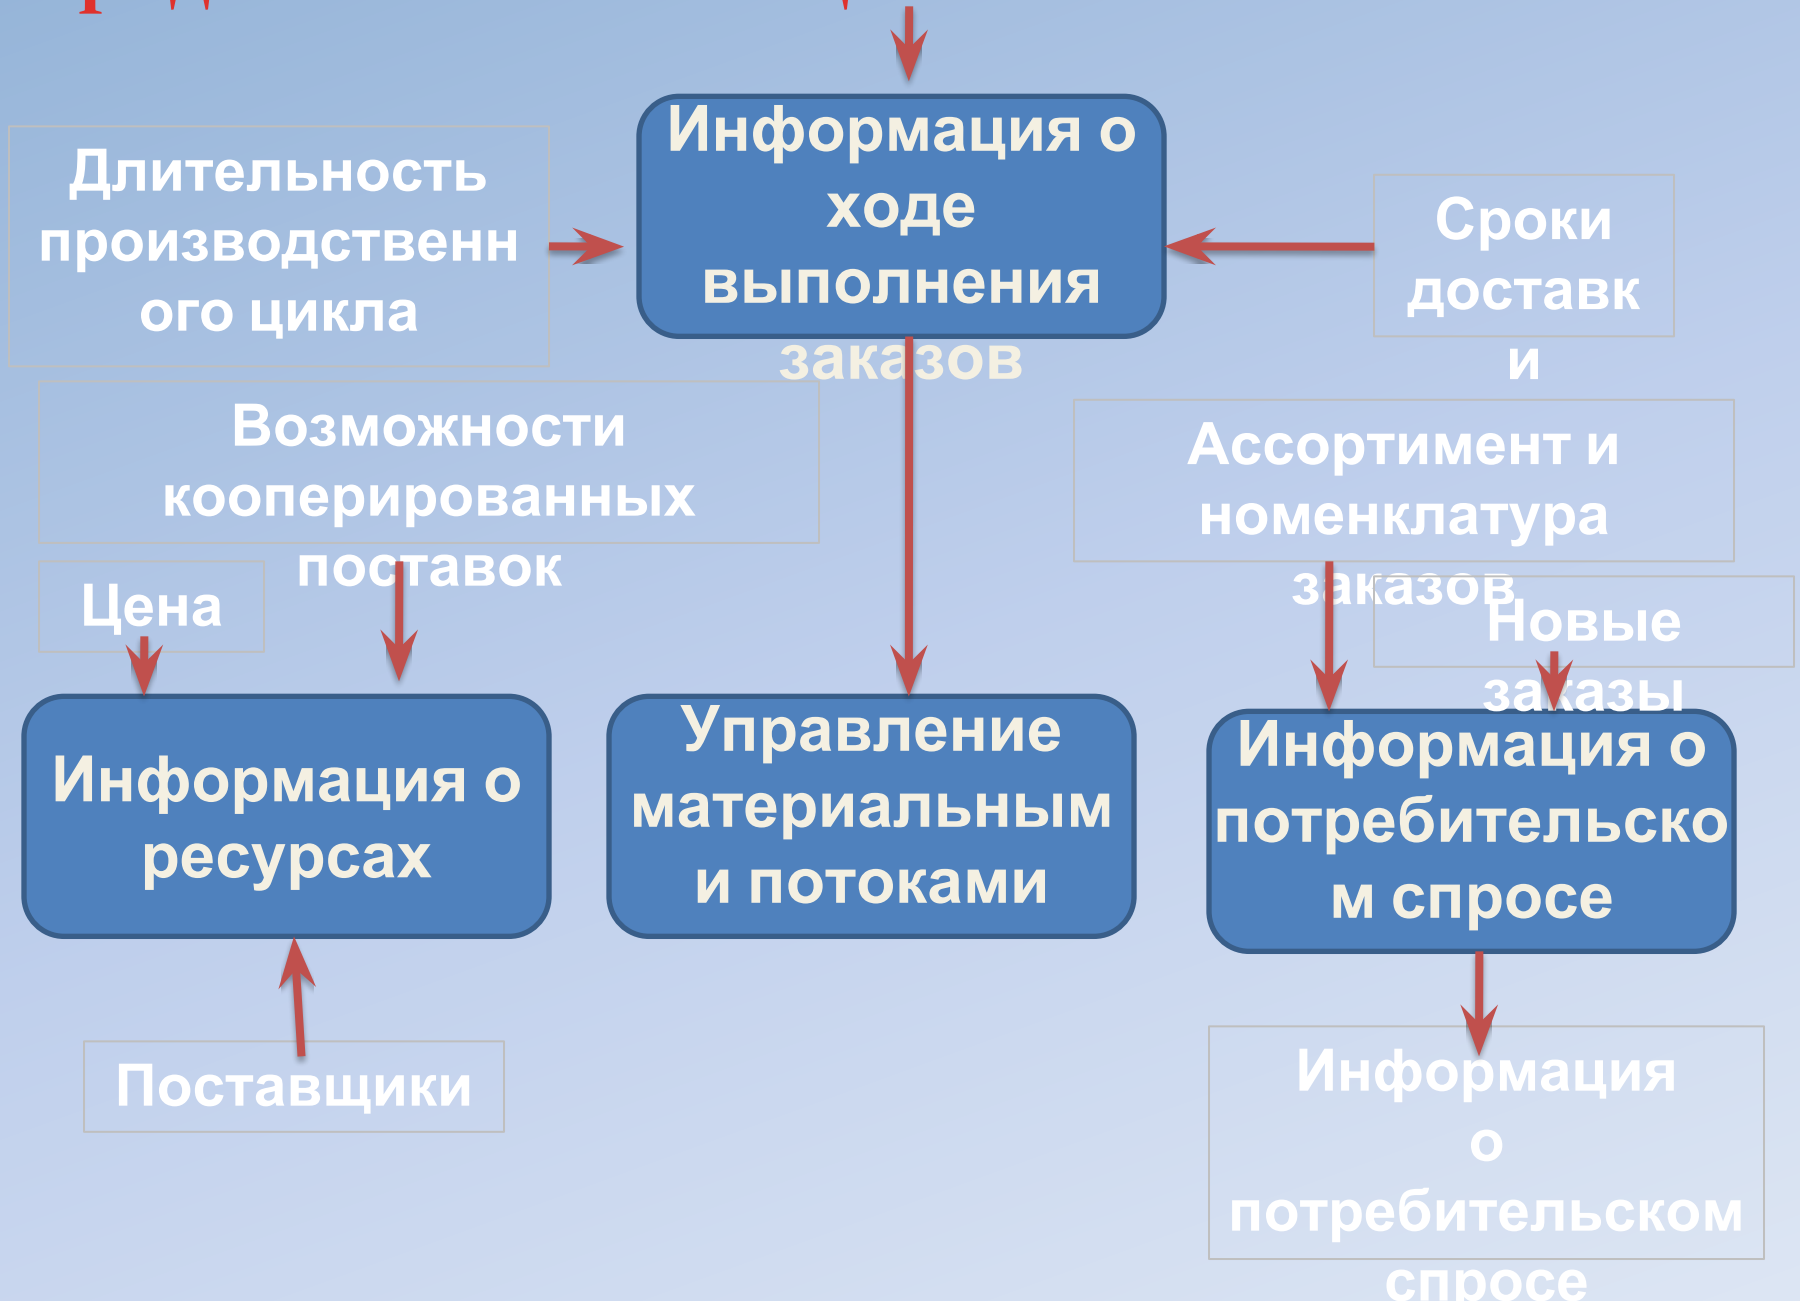 Информация о
ходе
выполнения
заказов
Длительность
производственн
ого цикла
Сроки
доставк
и
Возможности
кооперированных
поставок
Ассортимент и
номенклатура
заказов
Цена
Новые
заказы
Информация о
ресурсах
Управление
материальным
и потоками
Информация о
потребительско
м спросе
Поставщики
Информация
о
потребительском
спросе